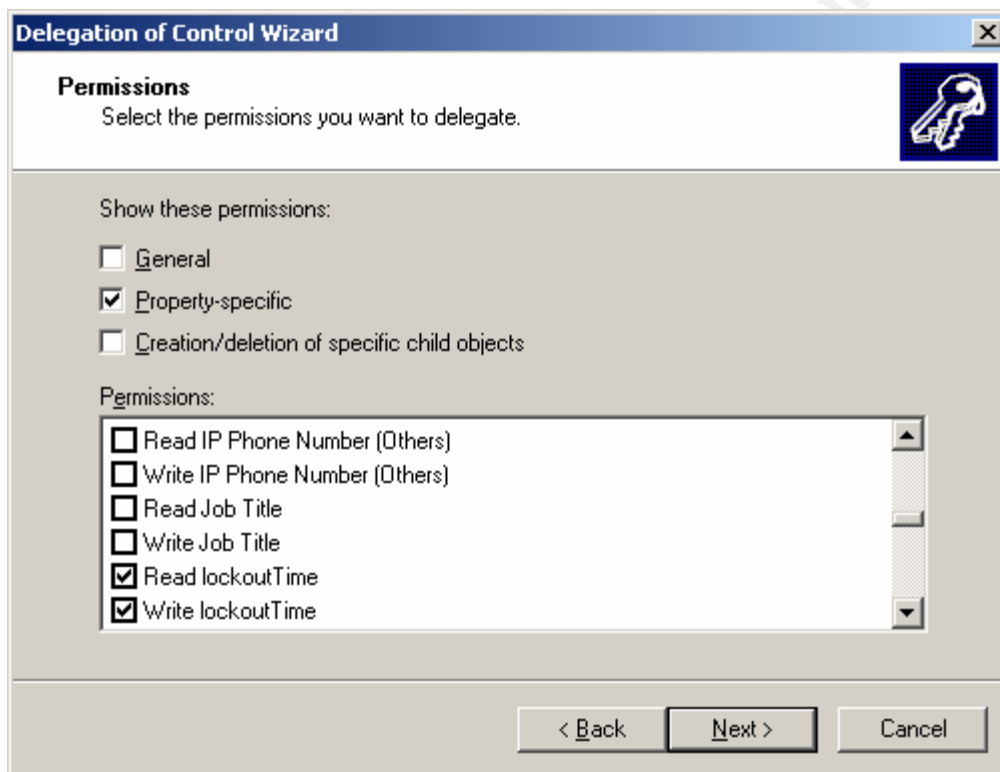 Delegation of Control Wizard
Permissions
Select the permissions you want to delegate.
Show these permissions:
General
Property-specific
Creation/deletion of specific child objects
Permissions:
Read IP Phone Number (Others)
Write IP Phone Number (Others)
Read Job Title
Write Job Title
Read lockoutTime
Write lockoutTime
< Back Next > Cancel